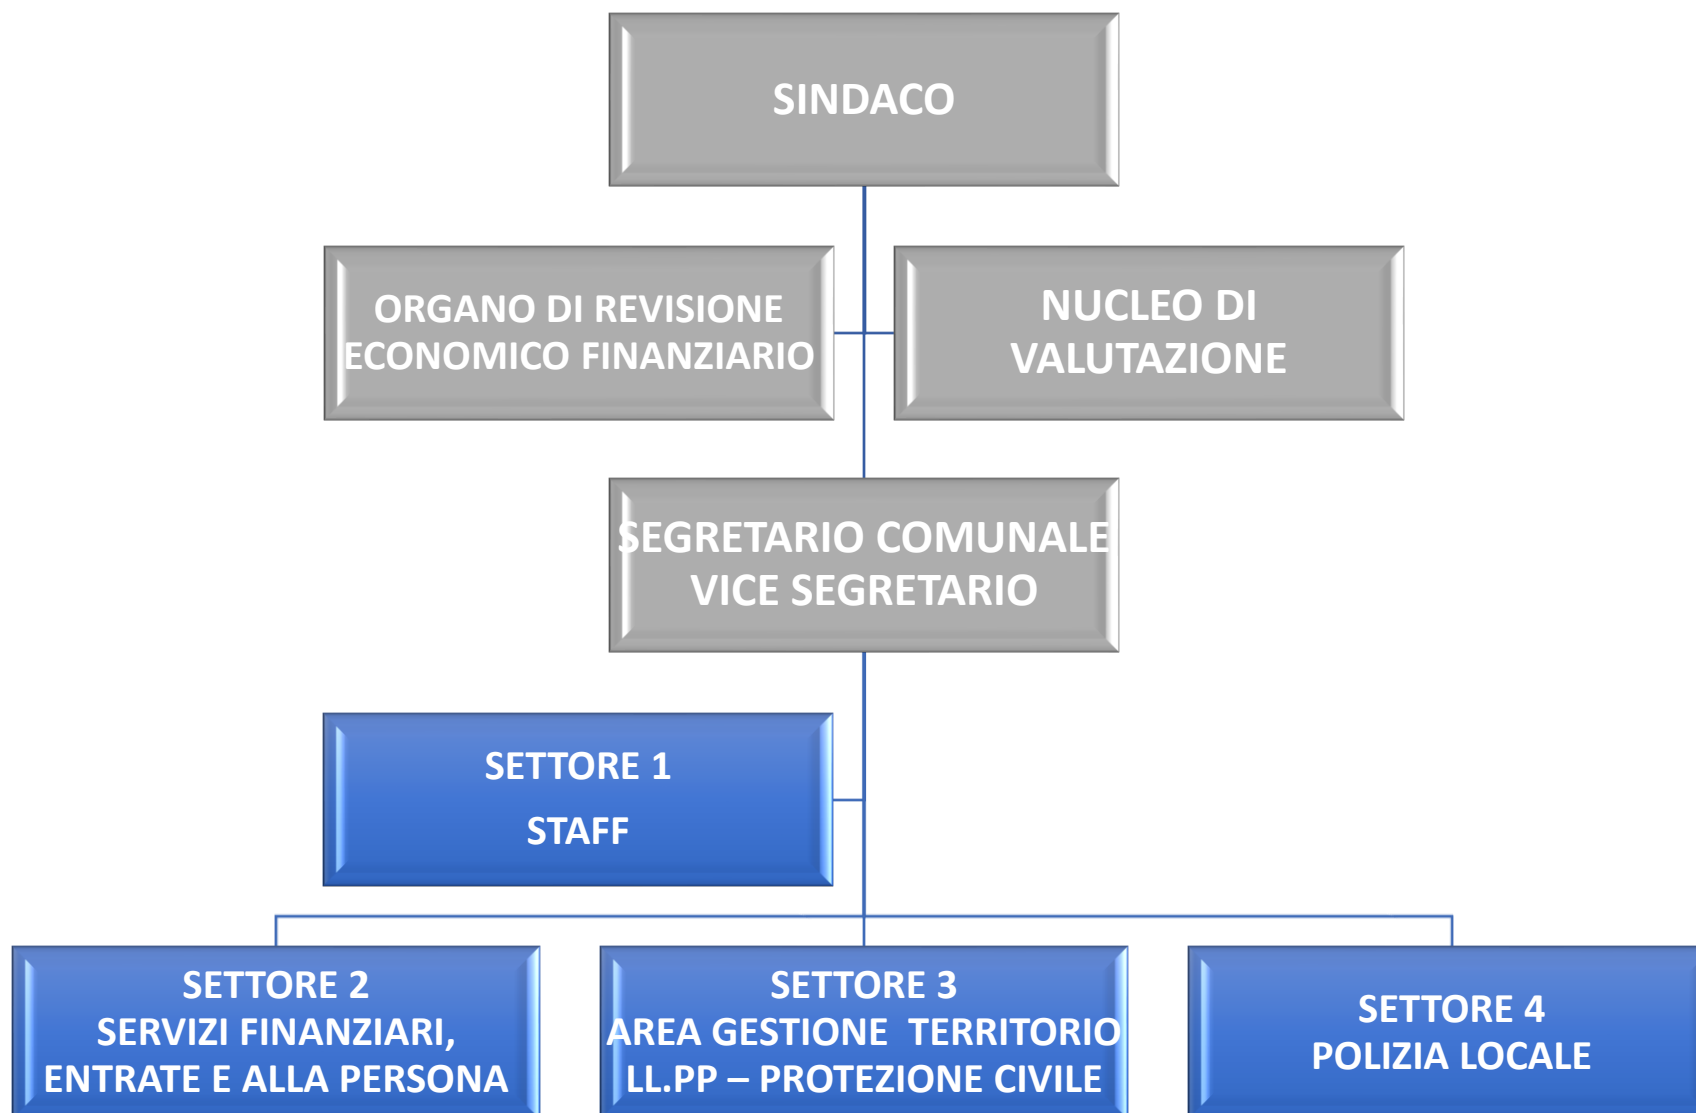 SINDACO
ORGANO DI REVISIONE
ECONOMICO FINANZIARIO
NUCLEO DI
VALUTAZIONE
SEGRETARIO COMUNALE
VICE SEGRETARIO
SETTORE 1
STAFF
SETTORE 2
SERVIZI FINANZIARI,
ENTRATE E ALLA PERSONA
SETTORE 3
AREA GESTIONE  TERRITORIO
LL.PP – PROTEZIONE CIVILE
SETTORE 4
POLIZIA LOCALE